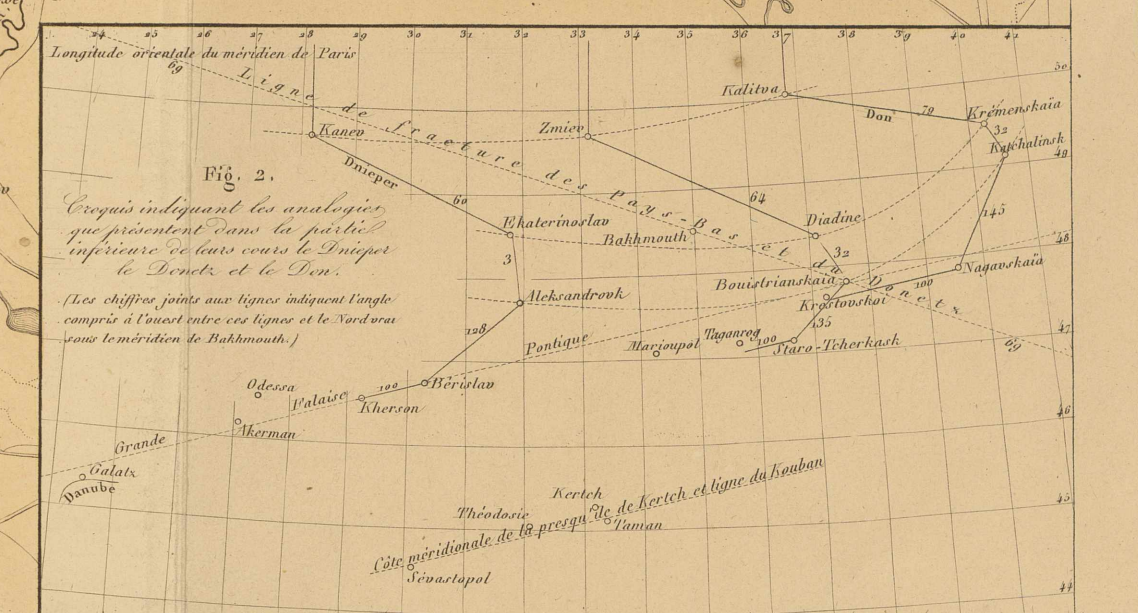 24 25 26 27 28 29 30 31 32 33 34 35 36 37 38 39 40 41
Longitude orientale du méridien de Paris
50
69
Ligne de fracture des Pays-Bas et du Donetz
69
Kalitva
Don
79
Krémenskaïa
32
Katchalinsk
49
Kanev
Zmiev
Dnieper
60
64
145
Fig. 2.
Croquis indiquant les analogies
que présentent dans la partie
inférieure de leurs cours le Dnieper
le Donetz et le Don.
(Les chiffres joints aux lignes indiquent l'angle
compris à l'ouest entre ces lignes et le Nord vrai
sous le méridien de Bakhmouth.)
Ekaterinoslav
Bakhmouth
Diadine
32
48
3
Bouistrianskaïa
Nagavskaïa
100
Aleksandrovk
Krostovskoï
135
47
128
Pontique
Marioupol
Taganrog
100
Staro-Tcherkask
Odessa
Falaise
100
Bérislav
Kherson
46
Akerman
Grande
Galatz
Danube
Côte méridionale de la presqu'île de Kertch et ligne du Kouban
Kertch
45
Théodosie
Taman
Sévastopol
44